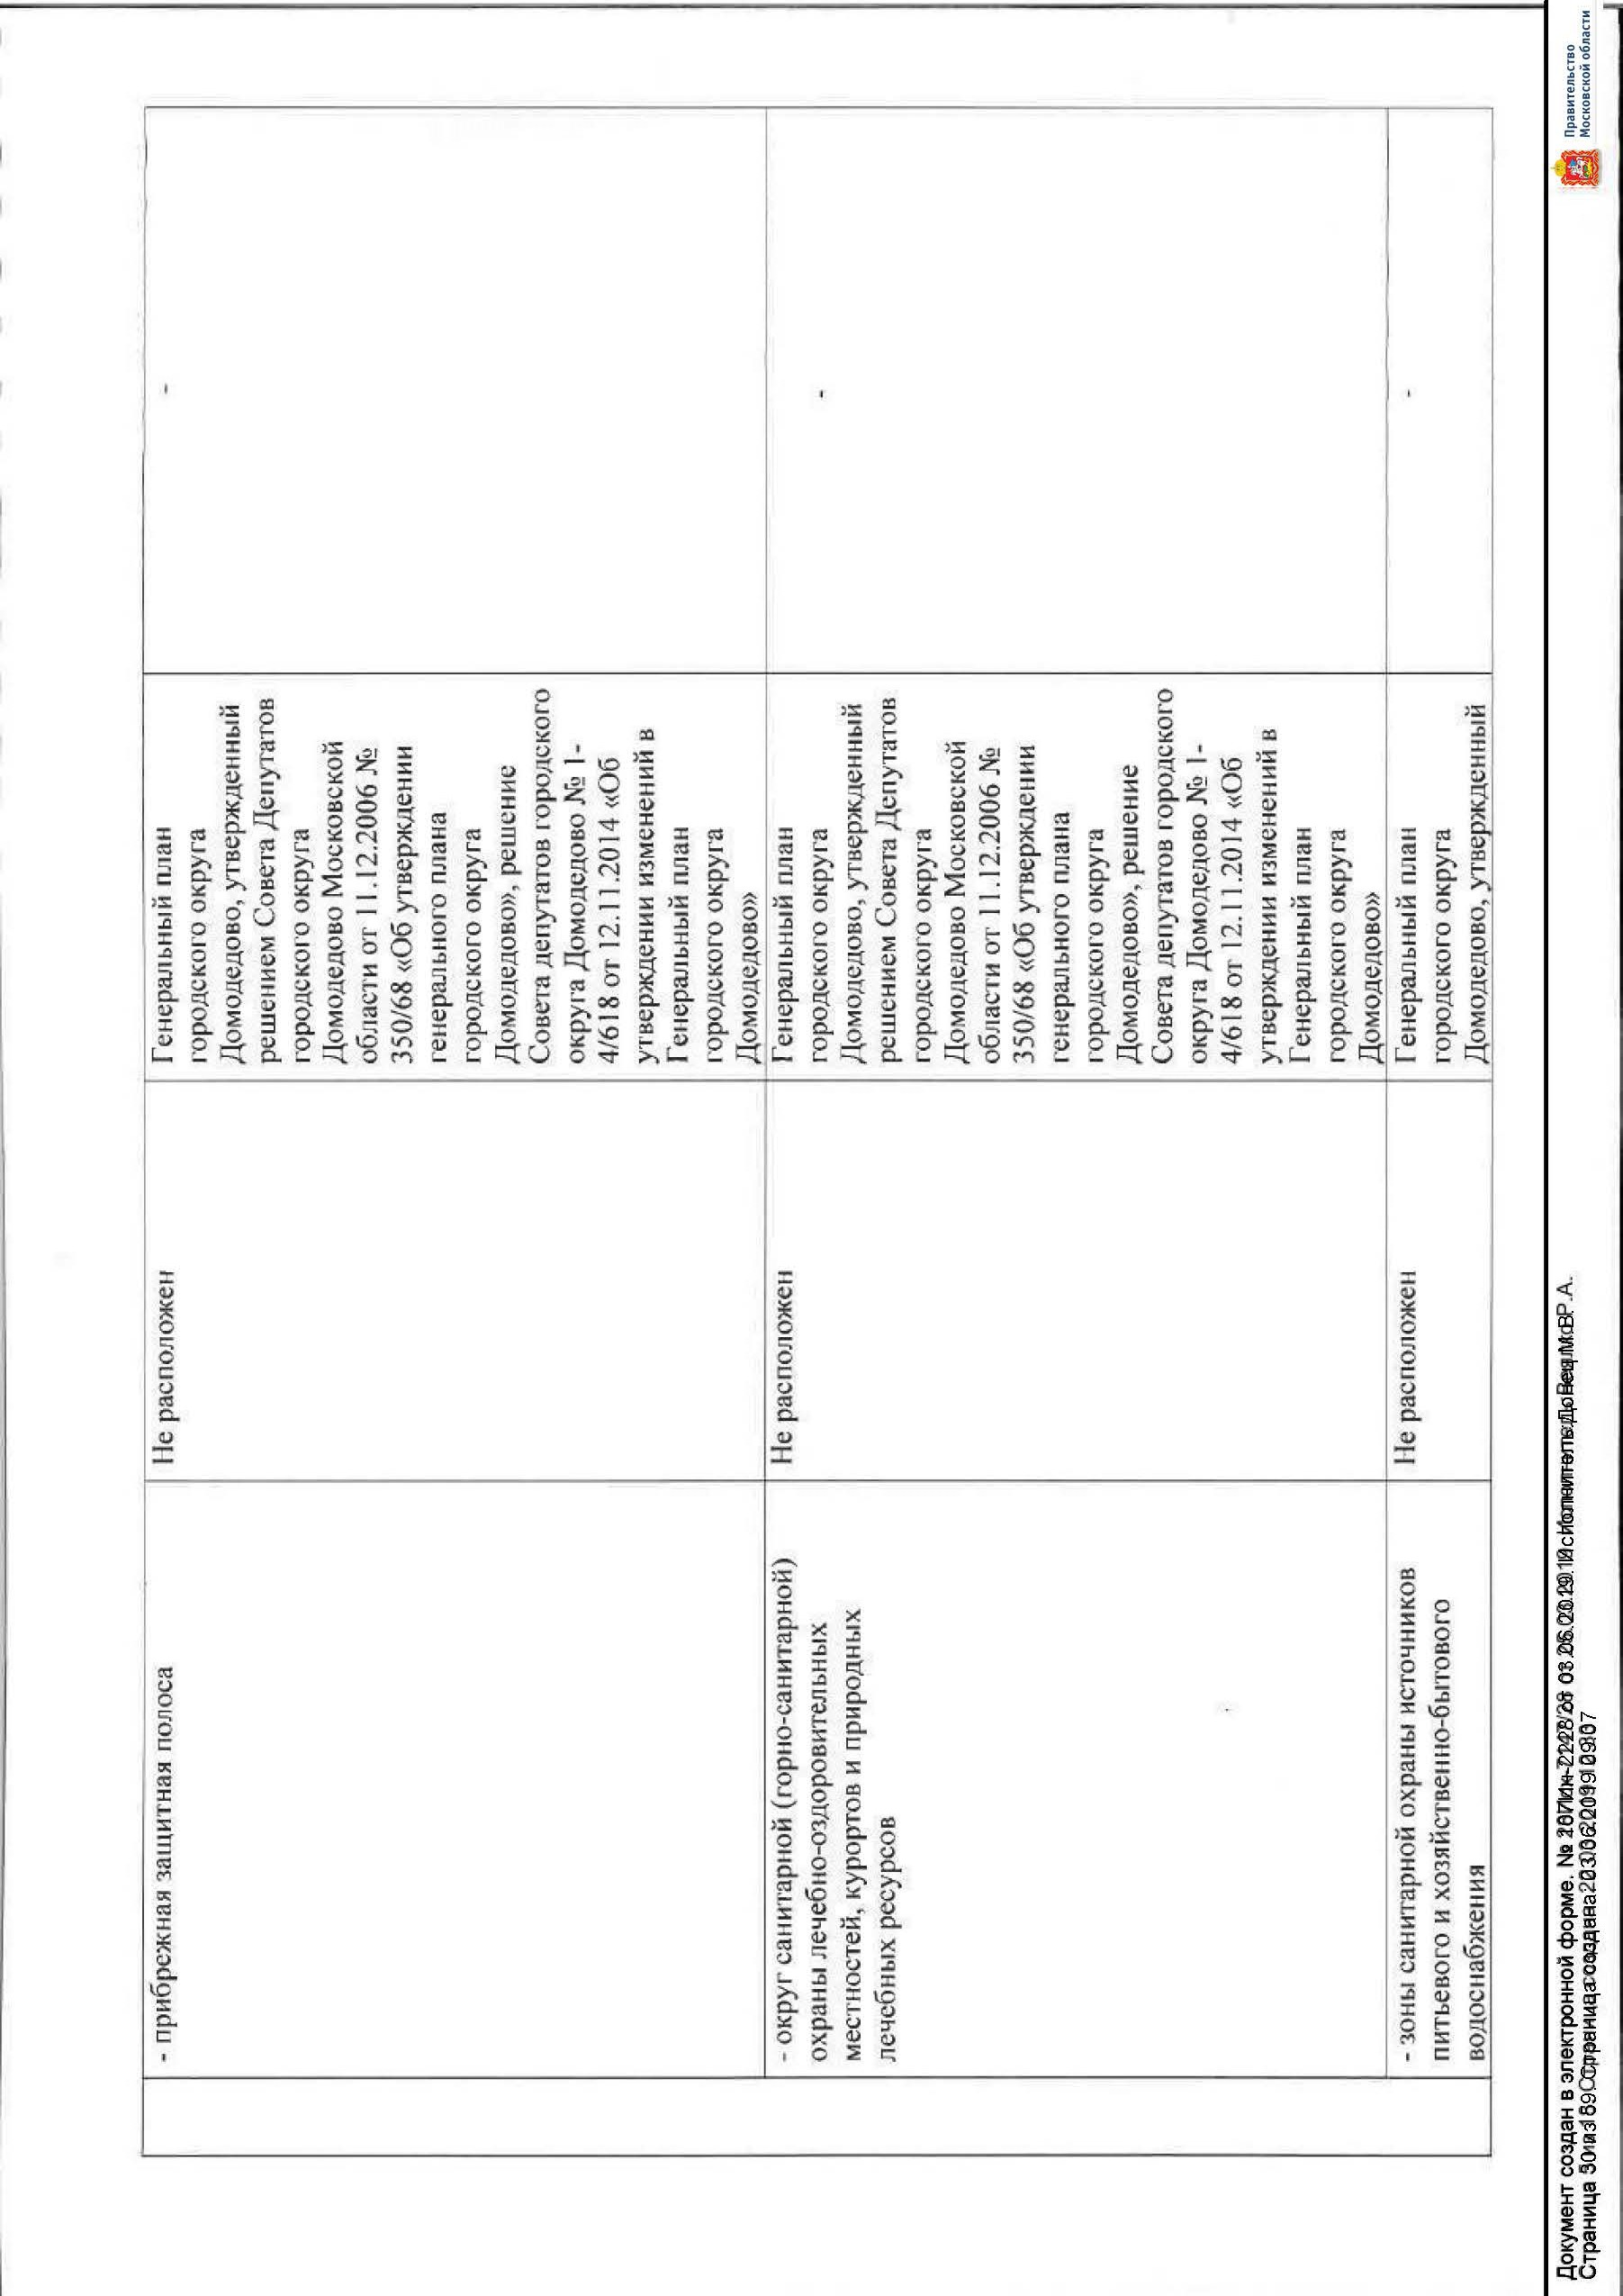 - прибрежная защитная полоса
Не расположен
Генеральный план
городского округа
Домодедово, утвержденный
решением Совета Депутатов
городского округа
Домодедово Московской
области от 11.12.2006 №
350/68 «Об утверждении
генерального плана
городского округа
Домодедово», решение
Совета депутатов городского
округа Домодедово № 1-
4/618 от 12.11.2014 «Об
утверждении изменений в
Генеральный план
городского округа
Домодедово»
-
- округ санитарной (горно-санитарной)
охраны лечебно-оздоровительных
местностей, курортов и природных
лечебных ресурсов
Не расположен
Генеральный план
городского округа
Домодедово, утвержденный
решением Совета Депутатов
городского округа
Домодедово Московской
области от 11.12.2006 №
350/68 «Об утверждении
генерального плана
городского округа
Домодедово», решение
Совета депутатов городского
округа Домодедово № 1-
4/618 от 12.11.2014 «Об
утверждении изменений в
Генеральный план
городского округа
Домодедово»
-
- зоны санитарной охраны источников
питьевого и хозяйственно-бытового
водоснабжения
Не расположен
Генеральный план
городского округа
Домодедово, утвержденный
-
Документ создан в электронной форме. №
Страница
Правительство
Московской области